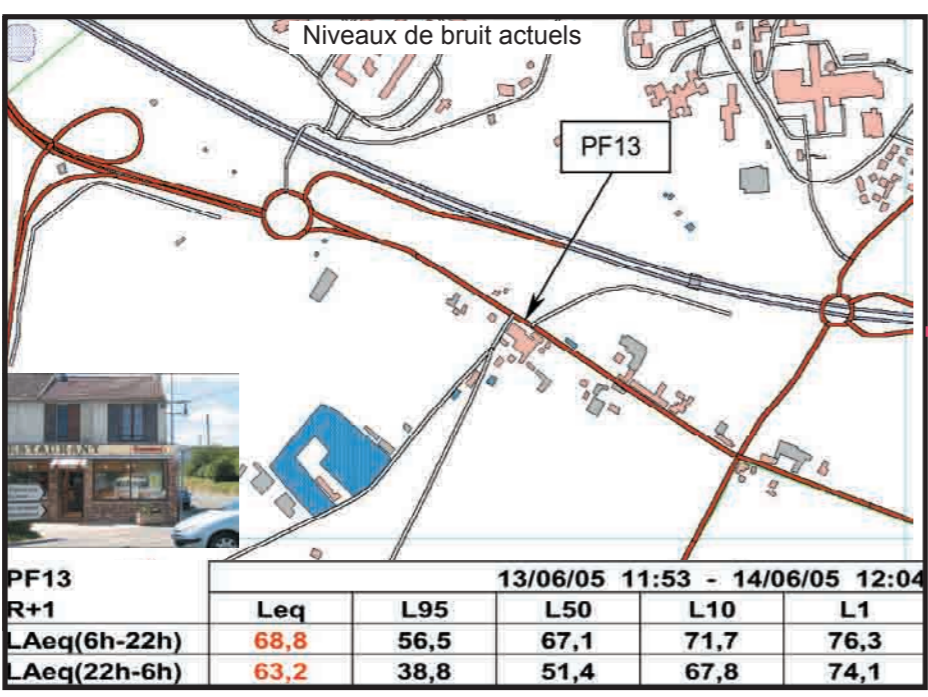 Niveaux de bruit actuels
PF13
RESTAURANT
PF13 13/06/05 11:53 - 14/06/05 12:04
R+1 Leq L95 L50 L10 L1
LAeq(6h-22h) 68,8 56,5 67,1 71,7 76,3
LAeq(22h-6h) 63,2 38,8 51,4 67,8 74,1